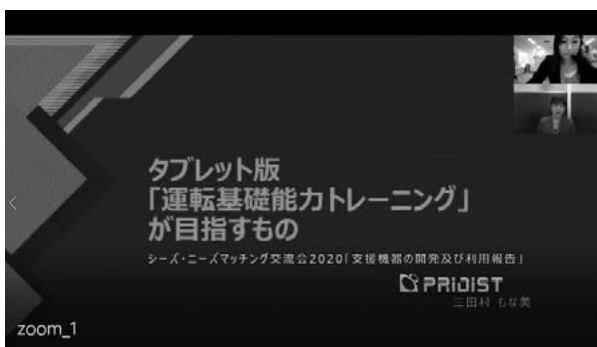 タブレット版
「運転基礎能力トレーニング」
が目指すもの
シーズ・ニーズマッチング交流会2020「支援機器の開発及び利用報告」
PRIDIST
三田村 もな美
zoom_1